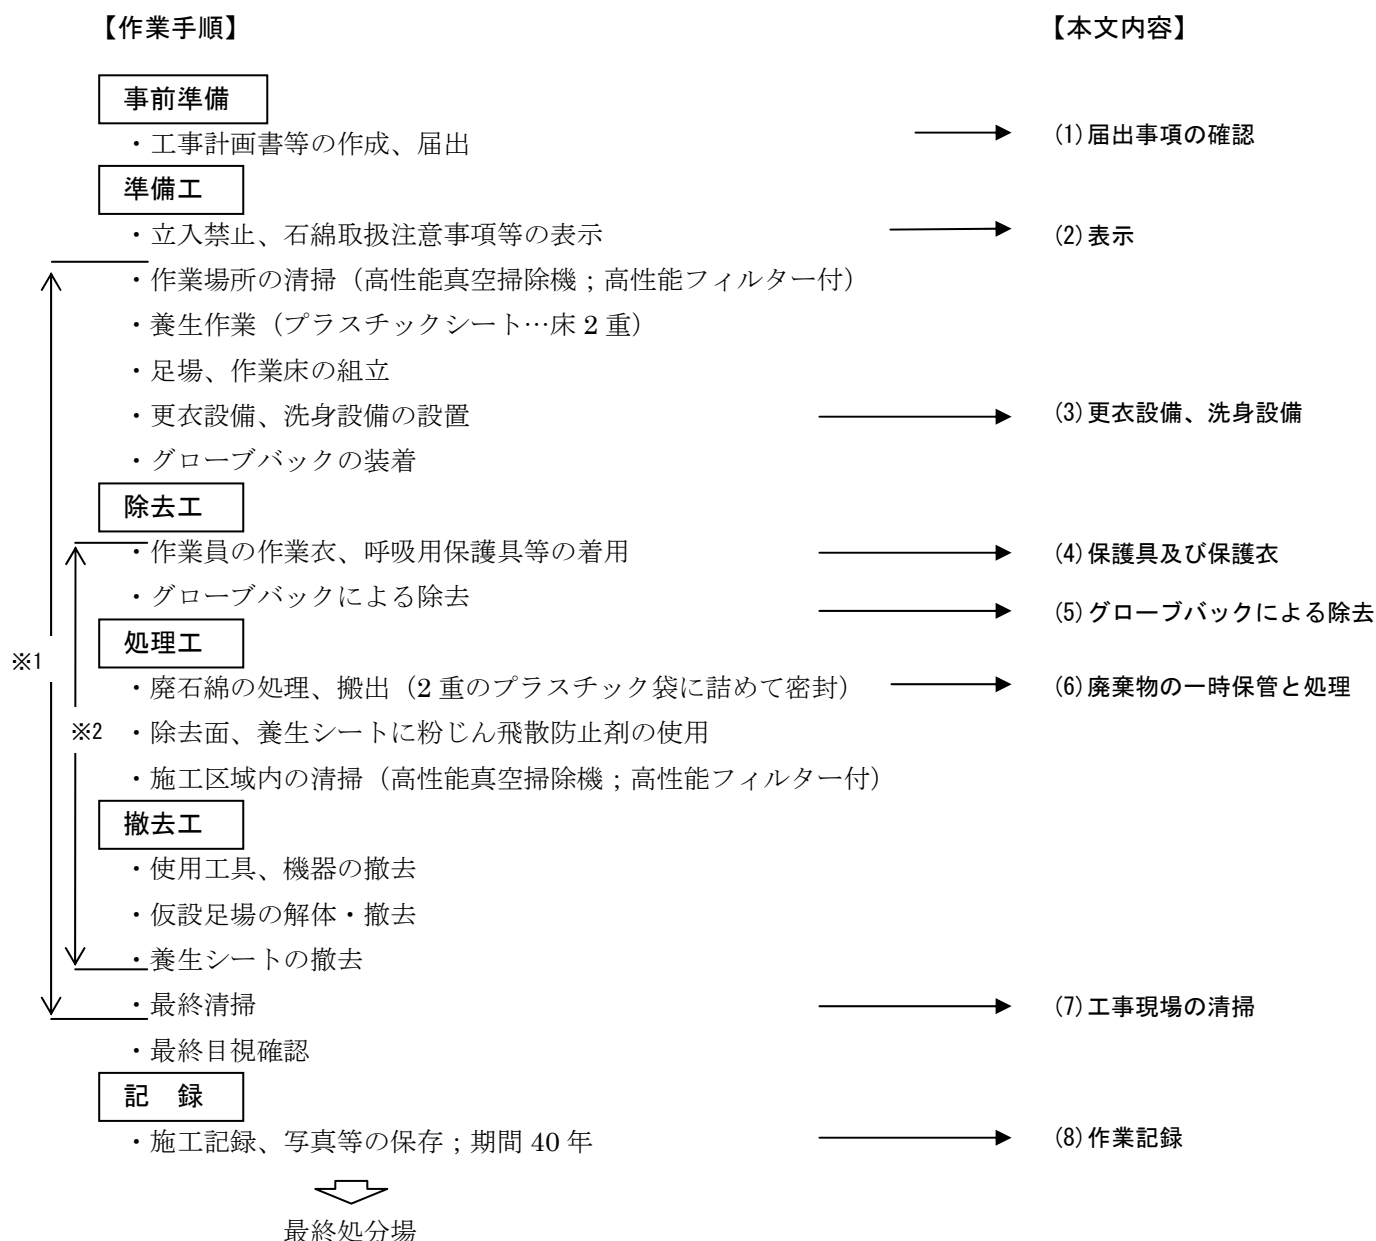 【作業手順】 【本文内容】
事前準備
・工事計画書等の作成、届出 (1)届出事項の確認
準備工
・立入禁止、石綿取扱注意事項等の表示 (2)表示
・作業場所の清掃（高性能真空掃除機；高性能フィルター付）
・養生作業（プラスチックシート…床 2 重）
・足場、作業床の組立
・更衣設備、洗身設備の設置 (3)更衣設備、洗身設備
・グローブバックの装着
除去工
・作業員の作業衣、呼吸用保護具等の着用 (4)保護具及び保護衣
・グローブバックによる除去 (5)グローブバックによる除去
処理工
※1
・廃石綿の処理、搬出（2 重のプラスチック袋に詰めて密封） (6)廃棄物の一時保管と処理
※2 ・除去面、養生シートに粉じん飛散防止剤の使用
・施工区域内の清掃（高性能真空掃除機；高性能フィルター付）
撤去工
・使用工具、機器の撤去
・仮設足場の解体・撤去
・養生シートの撤去
・最終清掃 (7)工事現場の清掃
・最終目視確認
記　録
・施工記録、写真等の保存；期間 40 年 (8)作業記録
最終処分場